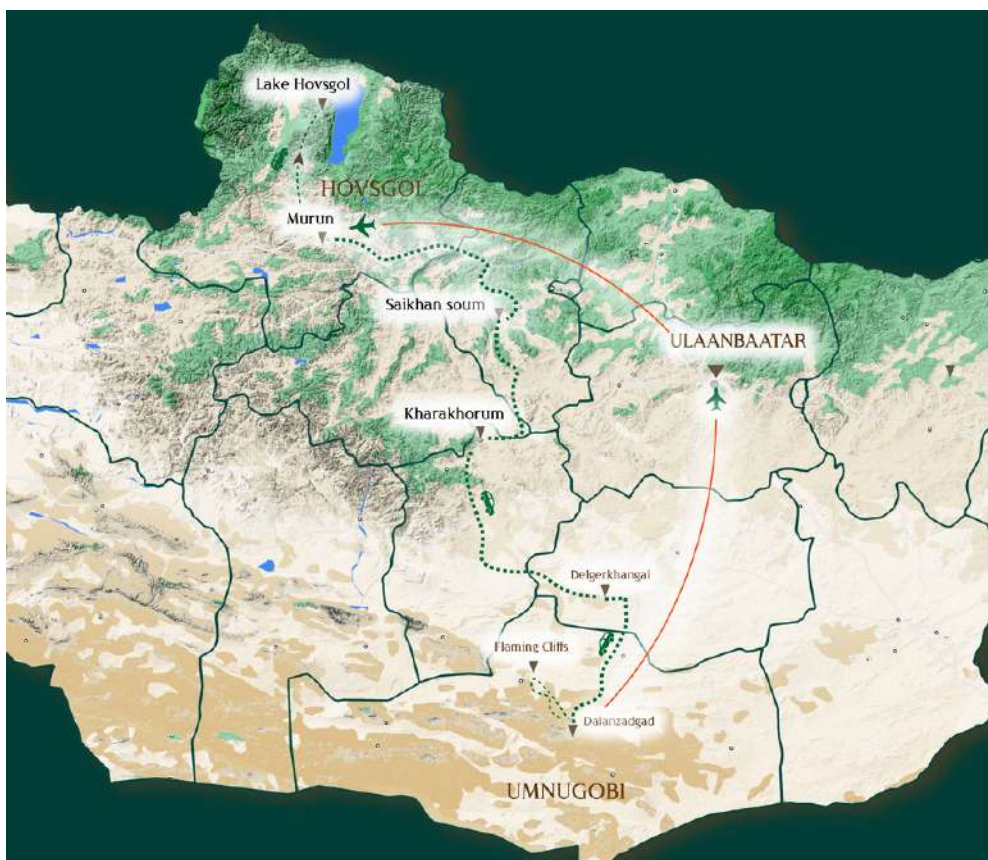 Lake Hovsgol
HOVSGOL
Murun
Saikhan soum
ULAANBAATAR
Kharakhorum
Delgerkhangai
Flaming Cliffs
Dalanzadgad
UMNUGOBI